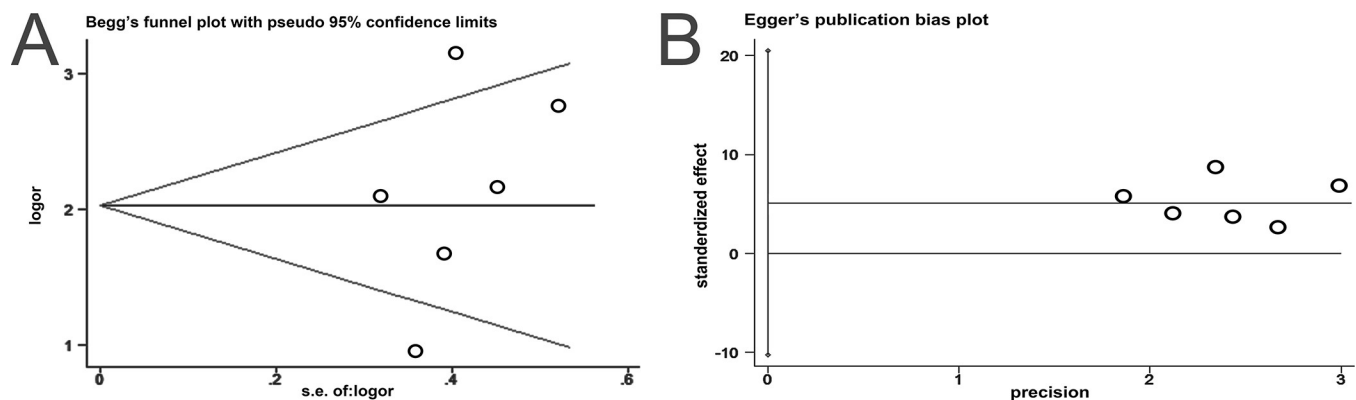 A
Begg's funnel plot with pseudo 95% confidence limits
3
2
1
logor
0 .2 .4 .6
s.e. of:logor
B
Egger's publication bias plot
20
10
0
-10
standerdized effect
0 1 2 3
precision